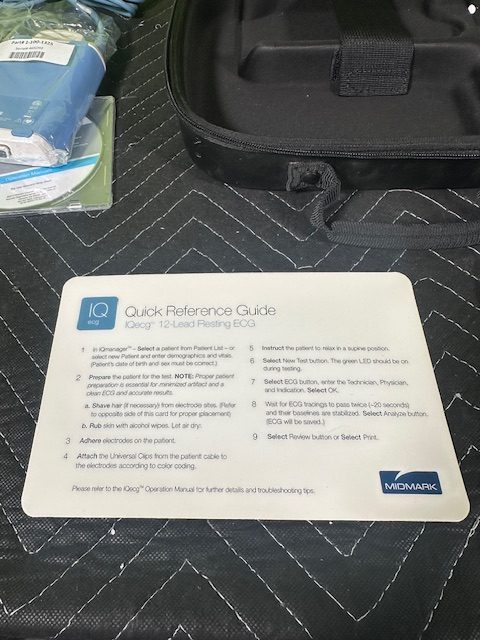 Part# 1-100-1325
Operation Manual
IQ
ecg
Quick Reference Guide
IQecg™ 12-Lead Resting ECG
1 In IQmanager™ – Select a patient from Patient List – or
select new Patient and enter demographics and vitals.
(Patient's date of birth and sex must be correct.)
2 Prepare the patient for the test. NOTE: Proper patient
preparation is essential for minimized artifact and a
clean ECG and accurate results.
a. Shave hair (if necessary) from electrode sites. (Refer
to opposite side of this card for proper placement)
b. Rub skin with alcohol wipes. Let air dry.
3 Adhere electrodes on the patient.
4 Attach the Universal Clips from the patient cable to
the electrodes according to color coding.
5 Instruct the patient to relax in a supine position.
6 Select New Test button. The green LED should be on
during testing.
7 Select ECG button, enter the Technician, Physician,
and Indication. Select OK.
8 Wait for ECG tracings to pass twice (~20 seconds)
and their baselines are stabilized. Select Analyze button.
(ECG will be saved.)
9 Select Review button or Select Print.
Please refer to the IQecg™ Operation Manual for further details and troubleshooting tips.
MIDMARK